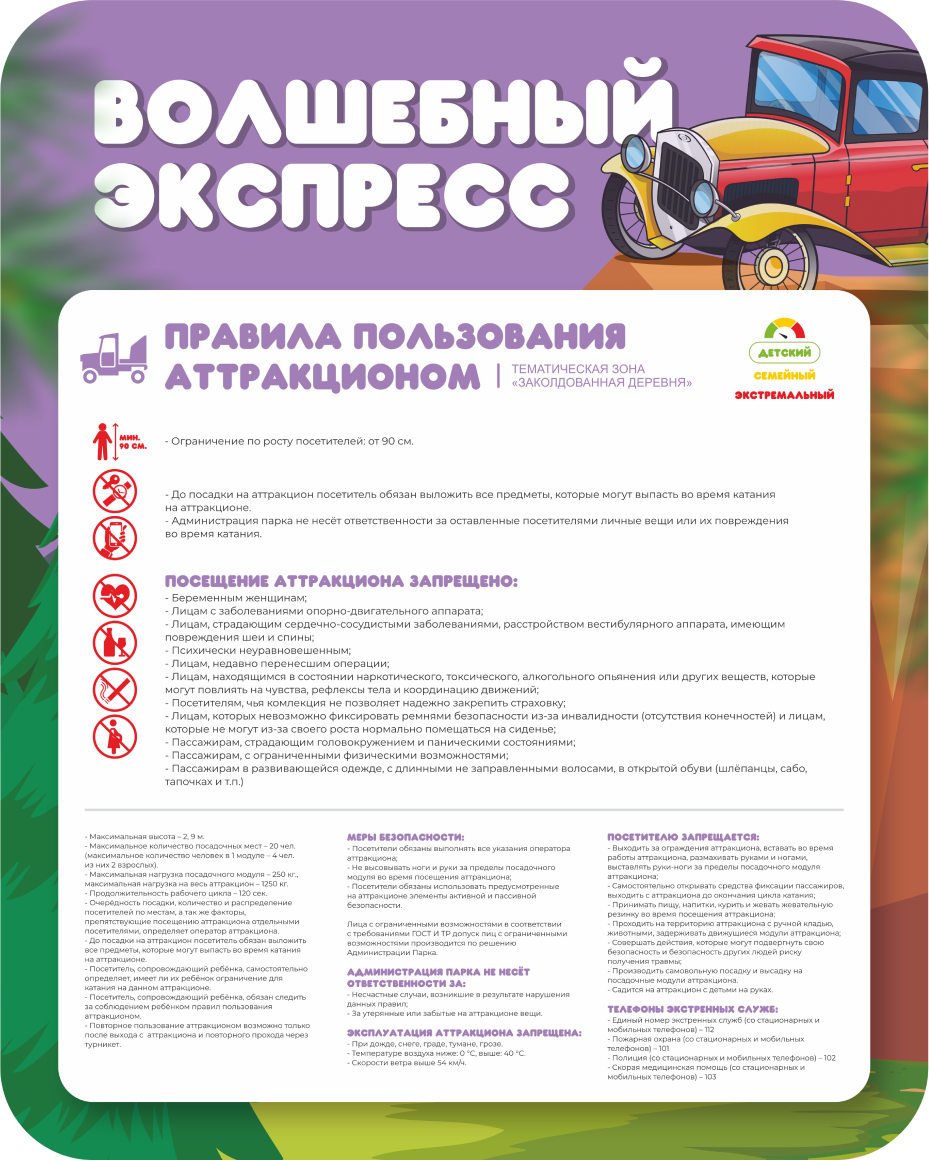 ВОЛШЕБНЫЙ
ЭКСПРЕСС
ПРАВИЛА ПОЛЬЗОВАНИЯ
АТТРАКЦИОНОМ
ТЕМАТИЧЕСКАЯ ЗОНА
«ЗАКОЛДОВАННАЯ ДЕРЕВНЯ»
ДЕТСКИЙ
СЕМЕЙНЫЙ
ЭКСТРЕМАЛЬНЫЙ
МИН.
90 СМ.
- Ограничение по росту посетителей: от 90 см.
- До посадки на аттракцион посетитель обязан выложить все предметы, которые могут выпасть во время катания
на аттракционе.
- Администрация парка не несёт ответственности за оставленные посетителями личные вещи или их повреждения
во время катания.
ПОСЕЩЕНИЕ АТТРАКЦИОНА ЗАПРЕЩЕНО:
- Беременным женщинам;
- Лицам с заболеваниями опорно-двигательного аппарата;
- Лицам, страдающим сердечно-сосудистыми заболеваниями, расстройством вестибулярного аппарата, имеющим
повреждения шеи и спины;
- Психически неуравновешенным;
- Лицам, недавно перенесшим операции;
- Лицам, находящимся в состоянии наркотического, токсического, алкогольного опьянения или других веществ, которые
могут повлиять на чувства, рефлексы тела и координацию движений;
- Посетителям, чья комлекция не позволяет надежно закрепить страховку;
- Лицам, которых невозможно фиксировать ремнями безопасности из-за инвалидности (отсутствия конечностей) и лицам,
которые не могут из-за своего роста нормально помещаться на сиденье;
- Пассажирам, страдающим головокружением и паническими состояниями;
- Пассажирам, с ограниченными физическими возможностями;
- Пассажирам в развивающейся одежде, с длинными не заправленными волосами, в открытой обуви (шлёпанцы, сабо,
тапочках и т.п.)
- Максимальная высота – 2, 9 м.
- Максимальное количество посадочных мест – 20 чел.
(максимальное количество человек в 1 модуле – 4 чел.
из них 2 взрослых).
- Максимальная нагрузка посадочного модуля – 250 кг.,
максимальная нагрузка на весь аттракцион – 1250 кг.
- Продолжительность рабочего цикла – 120 сек.
- Очерёдность посадки, количество и распределение
посетителей по местам, а так же факторы,
препятствующие посещению аттракциона отдельными
посетителями, определяет оператор аттракциона.
- До посадки на аттракцион посетитель обязан выложить
все предметы, которые могут выпасть во время катания
на аттракционе.
- Посетитель, сопровождающий ребёнка, самостоятельно
определяет, имеет ли их ребёнок ограничение для
катания на данном аттракционе.
- Посетитель, сопровождающий ребёнка, обязан следить
за соблюдением ребёнком правил пользования
аттракционом.
- Повторное пользование аттракционом возможно только
после выхода с аттракциона и повторного прохода через
турникет.
МЕРЫ БЕЗОПАСНОСТИ:
- Посетители обязаны выполнять все указания оператора
аттракциона;
- Не высовывать ноги и руки за пределы посадочного
модуля во время посещения аттракциона;
- Посетители обязаны использовать предусмотренные
на аттракционе элементы активной и пассивной
безопасности.
Лица с ограниченными возможностями в соответствии
с требованиями ГОСТ И ТР допуск лиц с ограниченными
возможностями производится по решению
Администрации Парка.
АДМИНИСТРАЦИЯ ПАРКА НЕ НЕСЁТ
ОТВЕТСТВЕННОСТИ ЗА:
- Несчастные случаи, возникшие в результате нарушения
данных правил;
- За утерянные или забытые на аттракционе вещи.
ЭКСПЛУАТАЦИЯ АТТРАКЦИОНА ЗАПРЕЩЕНА:
- При дожде, снеге, граде, тумане, грозе.
- Температуре воздуха ниже: 0 °С, выше: 40 °С.
- Скорости ветра выше 54 км/ч.
ПОСЕТИТЕЛЮ ЗАПРЕЩАЕТСЯ:
- Выходить за ограждения аттракциона, вставать во время
работы аттракциона, размахивать руками и ногами,
выставлять руки-ноги за пределы посадочного модуля
аттракциона;
- Самостоятельно открывать средства фиксации пассажиров,
выходить с аттракциона до окончания цикла катания;
- Принимать пищу, напитки, курить и жевать жевательную
резинку во время посещения аттракциона;
- Проходить на территорию аттракциона с ручной кладью,
животными, задерживать движущиеся модули аттракциона;
- Совершать действия, которые могут подвергнуть свою
безопасность и безопасность других людей риску
получения травмы;
- Производить самовольную посадку и высадку на
посадочные модули аттракциона.
- Садится на аттракцион с детьми на руках.
ТЕЛЕФОНЫ ЭКСТРЕННЫХ СЛУЖБ:
- Единый номер экстренных служб (со стационарных и
мобильных телефонов) – 112
- Пожарная охрана (со стационарных и мобильных
телефонов) – 101
- Полиция (со стационарных и мобильных телефонов) – 102
- Скорая медицинская помощь (со стационарных и
мобильных телефонов) – 103